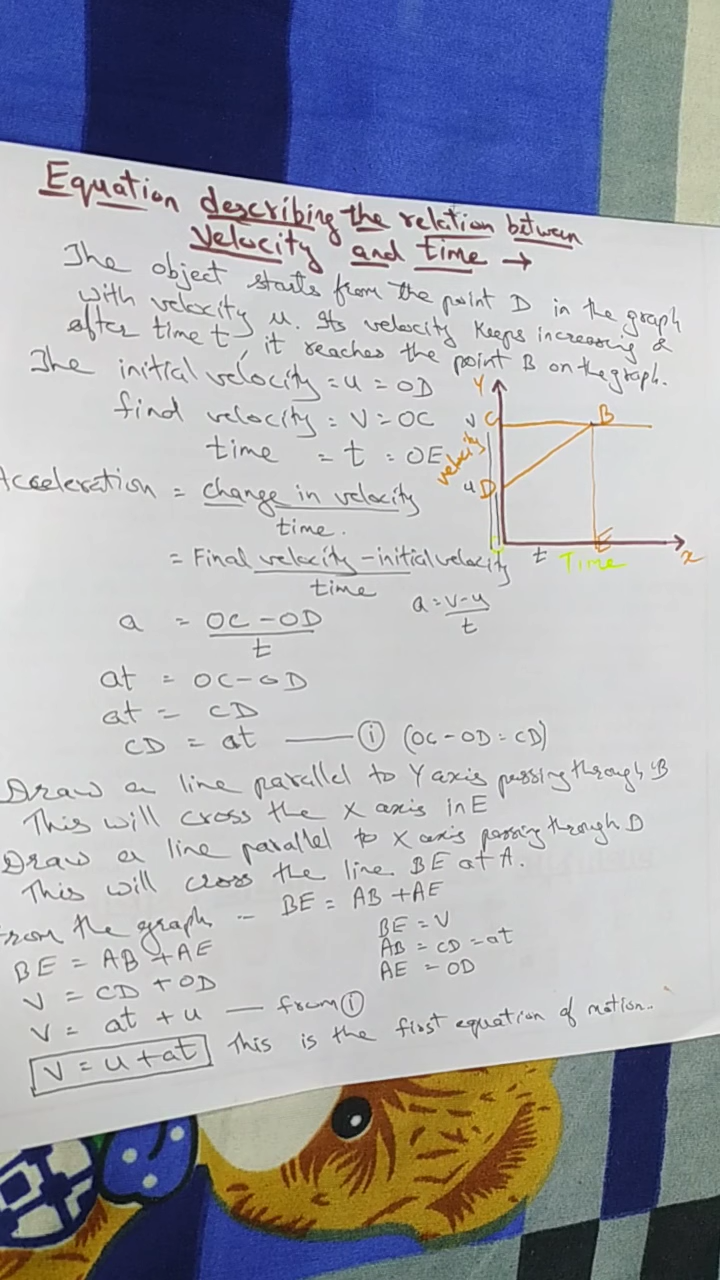 Equation describing the relation between
Velocity and time →
The object starts from the point D in the graph
with velocity u. Its velocity keeps increasing &
after time t, it reaches the point B on the graph.
The initial velocity = u = OD
find velocity = V = OC
time = t = OE
Acceleration = change in velocity
time.
= Final velocity - initial velocity
time
a = OC - OD
t
a = v-u
t
at = OC - OD
at = CD
CD = at —— (i) (OC - OD = CD)
Y
V C B
velocity
u D
O t E x
Time
Draw a line parallel to Y axis passing through B
This will cross the X axis in E
Draw a line parallel to X axis passing through D
This will cross the line BE at A.
From the graph - BE = AB + AE
BE = AB + AE
V = CD + OD
V = at + u — from (i)
BE = V
AB = CD = at
AE = OD
V = u + at This is the first equation of motion..